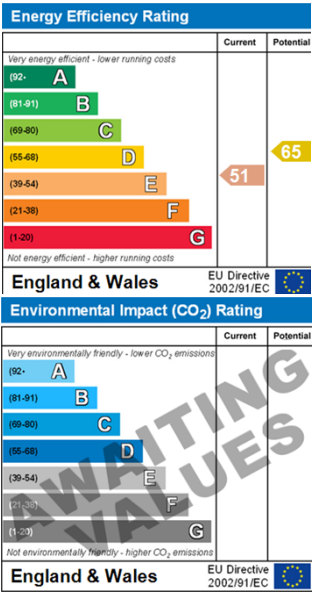 Energy Efficiency Rating
Current Potential
Very energy efficient - lower running costs
(92- A
(81-91) B
(69-80) C
(55-68) D
65
(39-54) E
51
(21-38) F
(1-20) G
Not energy efficient - higher running costs
England & Wales
EU Directive
2002/91/EC
Environmental Impact (CO2) Rating
Current Potential
Very environmentally friendly - lower CO2 emissions
(92- A
(81-91) B
(69-80) C
(55-68) D
(39-54) E
(21-38) F
(1-20) G
AWAITING
VALUES
Not environmentally friendly - higher CO2 emissions
England & Wales
EU Directive
2002/91/EC